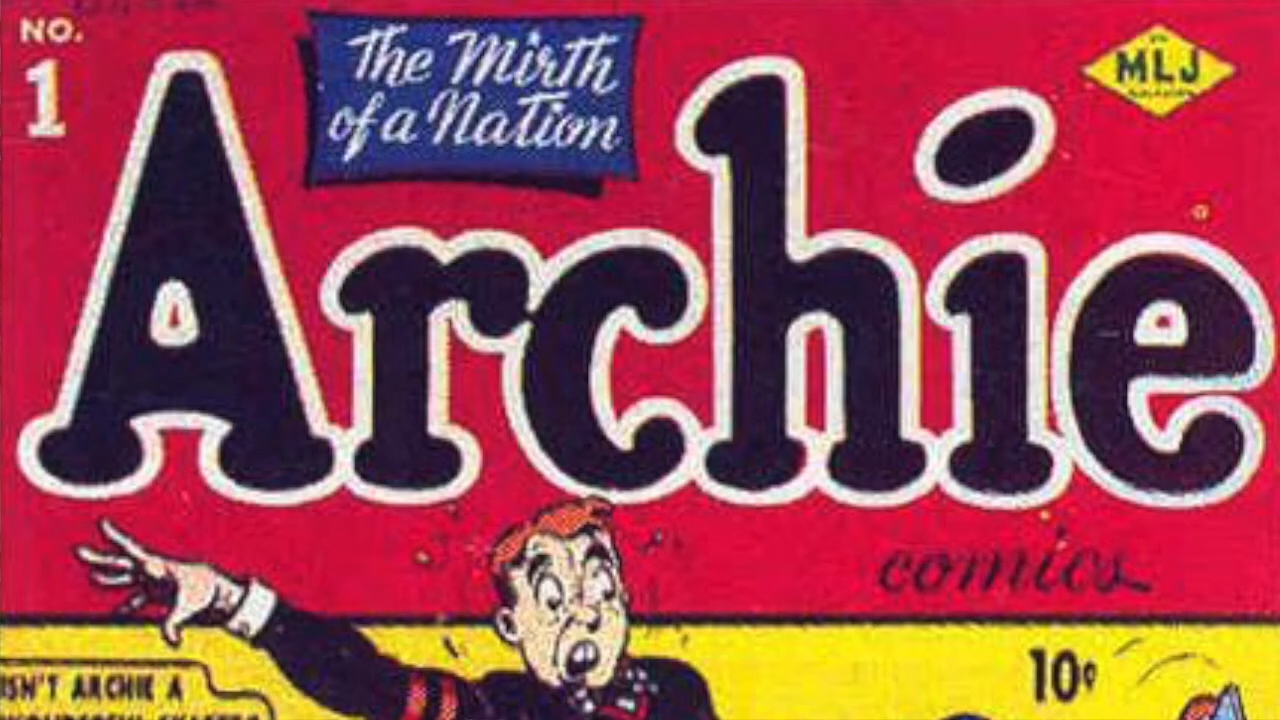 NO.
1
The Mirth
of a Nation
MLJ
Archie
comics
10¢
ISN'T ARCHIE A